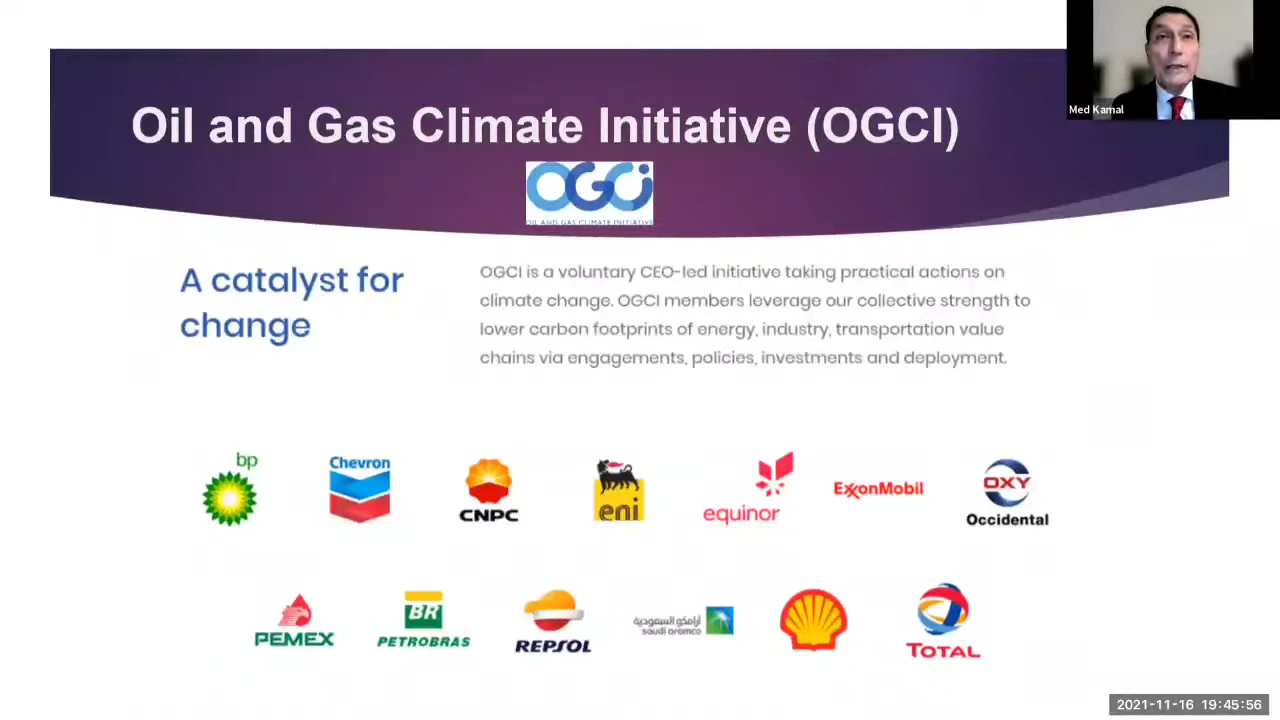 Med Kamal
Oil and Gas Climate Initiative (OGCI)
OGCI
OIL AND GAS CLIMATE INITIATIVE
A catalyst for
change
OGCI is a voluntary CEO-led initiative taking practical actions on
climate change. OGCI members leverage our collective strength to
lower carbon footprints of energy, industry, transportation value
chains via engagements, policies, investments and deployment.
bp
Chevron
CNPC
eni
equinor
ExxonMobil
OXY
Occidental
PEMEX
BR
PETROBRAS
REPSOL
أرامكو السعودية
saudi aramco
TOTAL
2021-11-16 19:45:56